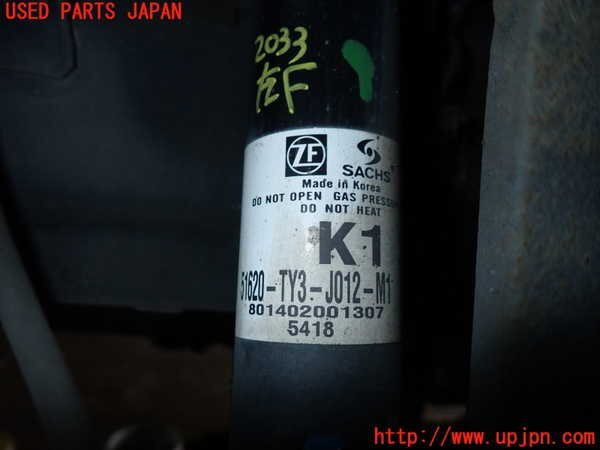 USED PARTS JAPAN
2033
左F
ZF
SACHS
Made in Korea
DO NOT OPEN GAS
DO NOT HEAT
K1
51620-TY3-J012-M1
801402001307
5418
http://www.upjpn.com/